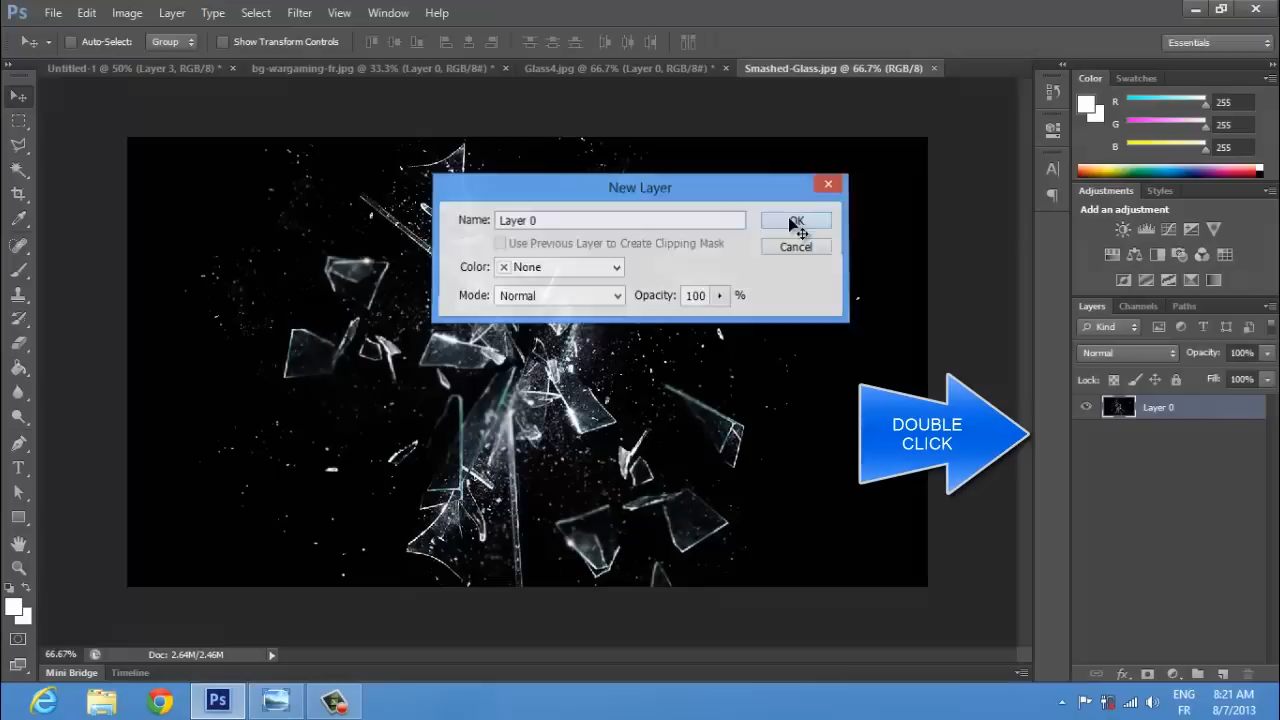 Ps File Edit Image Layer Type Select Filter View Window Help
Auto-Select: Group Show Transform Controls Essentials
Untitled-1 @ 50% (Layer 3, RGB/8) * × bg-wargaming-fr.jpg @ 33.3% (Layer 0, RGB/8#) * × Glass4.jpg @ 66.7% (Layer 0, RGB/8#) * × Smashed-Glass.jpg @ 66.7% (RGB/8) ×
Color Swatches
R 255
G 255
B 255
Adjustments Styles
Add an adjustment
New Layer
Name: Layer 0 OK
Use Previous Layer to Create Clipping Mask Cancel
Color: × None
Mode: Normal Opacity: 100 %
Layers Channels Paths
Kind
Normal Opacity: 100%
Lock: Fill: 100%
Layer 0
DOUBLE
CLICK
66.67% Doc: 2.64M/2.46M
Mini Bridge Timeline
Ps
ENG 8:21 AM
FR 8/7/2013